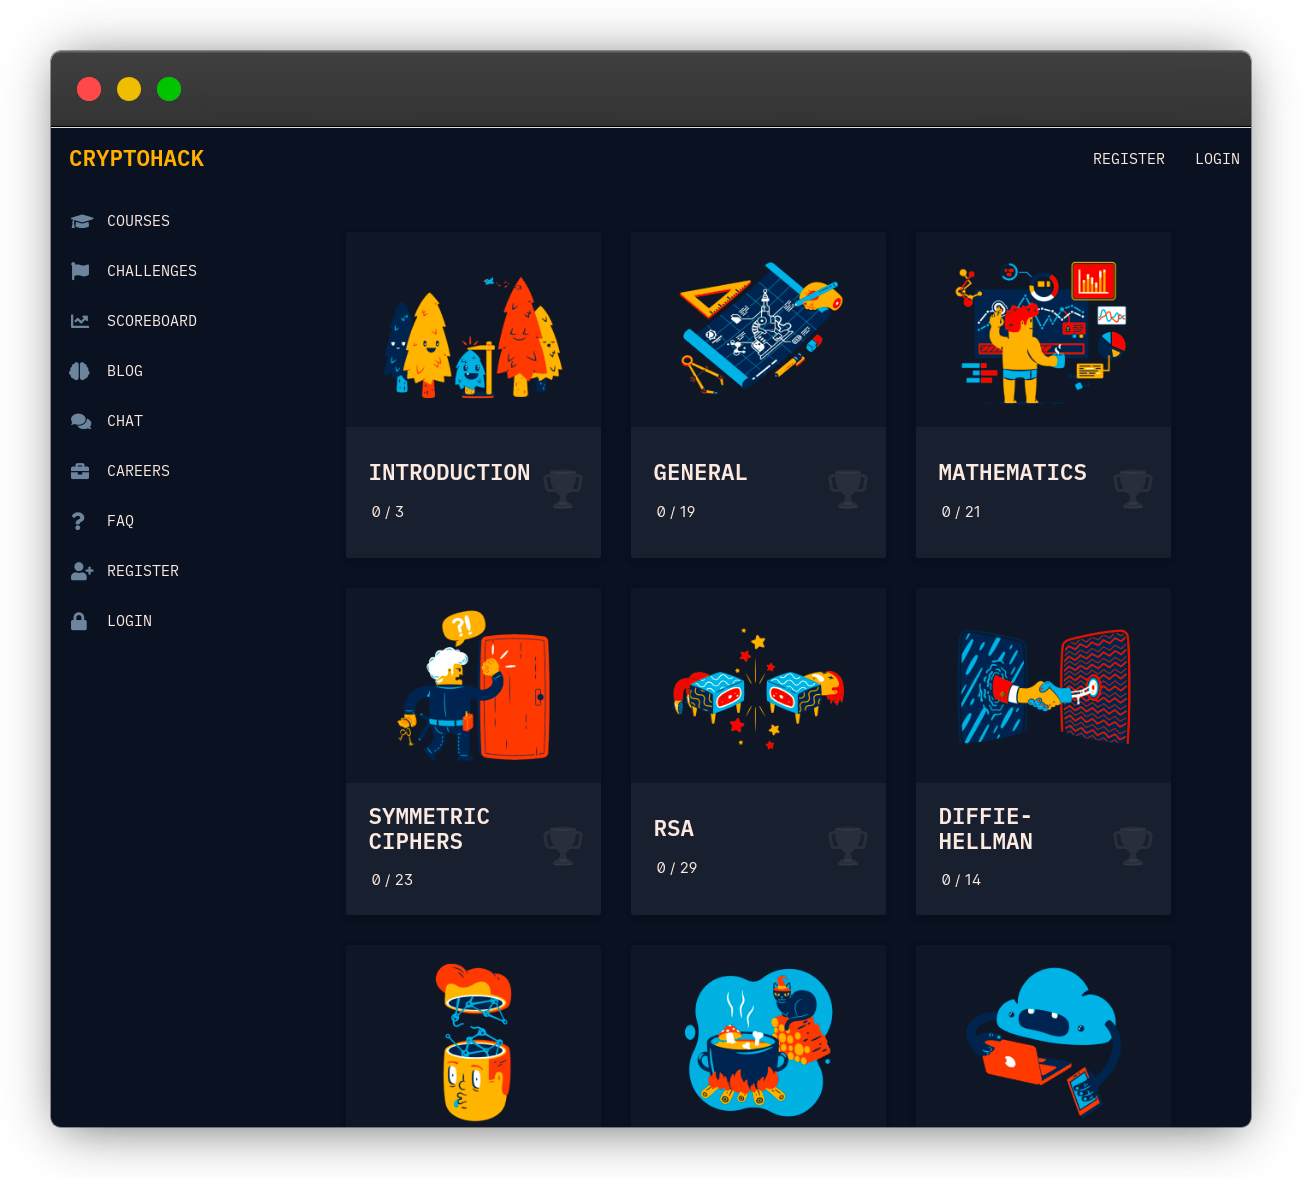 CRYPTOHACK
REGISTER LOGIN
COURSES
CHALLENGES
SCOREBOARD
BLOG
CHAT
CAREERS
FAQ
REGISTER
LOGIN
INTRODUCTION
0 / 3
GENERAL
0 / 19
MATHEMATICS
0 / 21
?!
SYMMETRIC
CIPHERS
0 / 23
RSA
0 / 29
DIFFIE-
HELLMAN
0 / 14